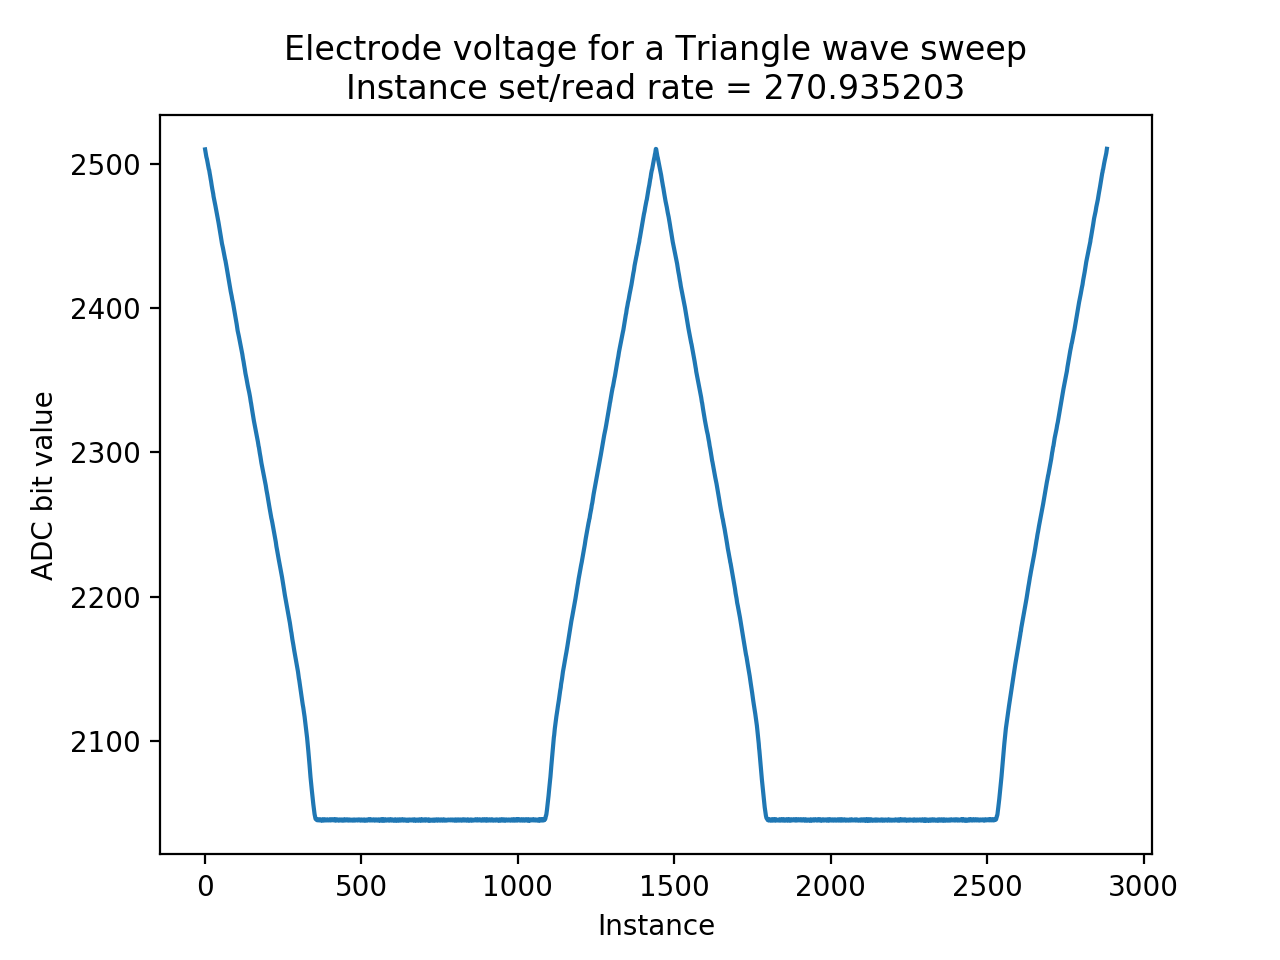 Electrode voltage for a Triangle wave sweep
Instance set/read rate = 270.935203
ADC bit value
2500
2400
2300
2200
2100
0 500 1000 1500 2000 2500 3000
Instance